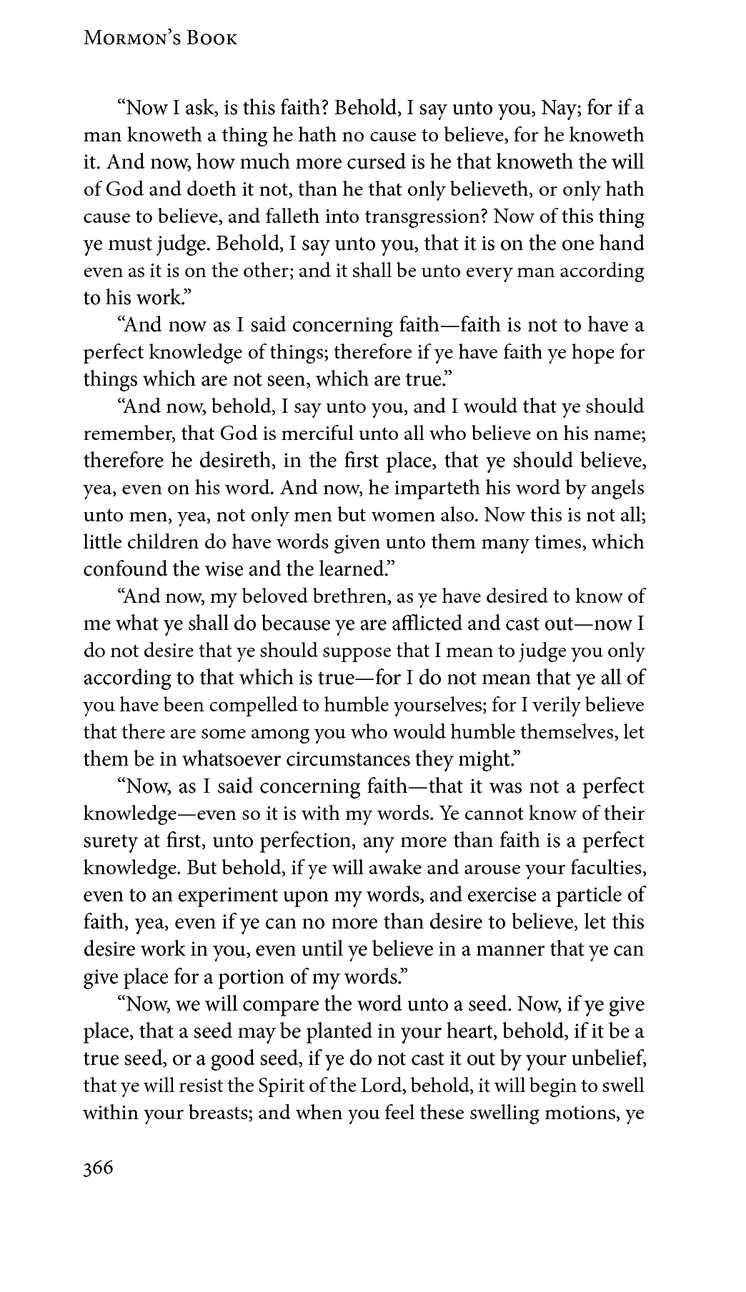 Mormon’s Book
“Now I ask, is this faith? Behold, I say unto you, Nay; for if a
man knoweth a thing he hath no cause to believe, for he knoweth
it. And now, how much more cursed is he that knoweth the will
of God and doeth it not, than he that only believeth, or only hath
cause to believe, and falleth into transgression? Now of this thing
ye must judge. Behold, I say unto you, that it is on the one hand
even as it is on the other; and it shall be unto every man according
to his work.”
“And now as I said concerning faith—faith is not to have a
perfect knowledge of things; therefore if ye have faith ye hope for
things which are not seen, which are true.”
“And now, behold, I say unto you, and I would that ye should
remember, that God is merciful unto all who believe on his name;
therefore he desireth, in the first place, that ye should believe,
yea, even on his word. And now, he imparteth his word by angels
unto men, yea, not only men but women also. Now this is not all;
little children do have words given unto them many times, which
confound the wise and the learned.”
“And now, my beloved brethren, as ye have desired to know of
me what ye shall do because ye are afflicted and cast out—now I
do not desire that ye should suppose that I mean to judge you only
according to that which is true—for I do not mean that ye all of
you have been compelled to humble yourselves; for I verily believe
that there are some among you who would humble themselves, let
them be in whatsoever circumstances they might.”
“Now, as I said concerning faith—that it was not a perfect
knowledge—even so it is with my words. Ye cannot know of their
surety at first, unto perfection, any more than faith is a perfect
knowledge. But behold, if ye will awake and arouse your faculties,
even to an experiment upon my words, and exercise a particle of
faith, yea, even if ye can no more than desire to believe, let this
desire work in you, even until ye believe in a manner that ye can
give place for a portion of my words.”
“Now, we will compare the word unto a seed. Now, if ye give
place, that a seed may be planted in your heart, behold, if it be a
true seed, or a good seed, if ye do not cast it out by your unbelief,
that ye will resist the Spirit of the Lord, behold, it will begin to swell
within your breasts; and when you feel these swelling motions, ye
366